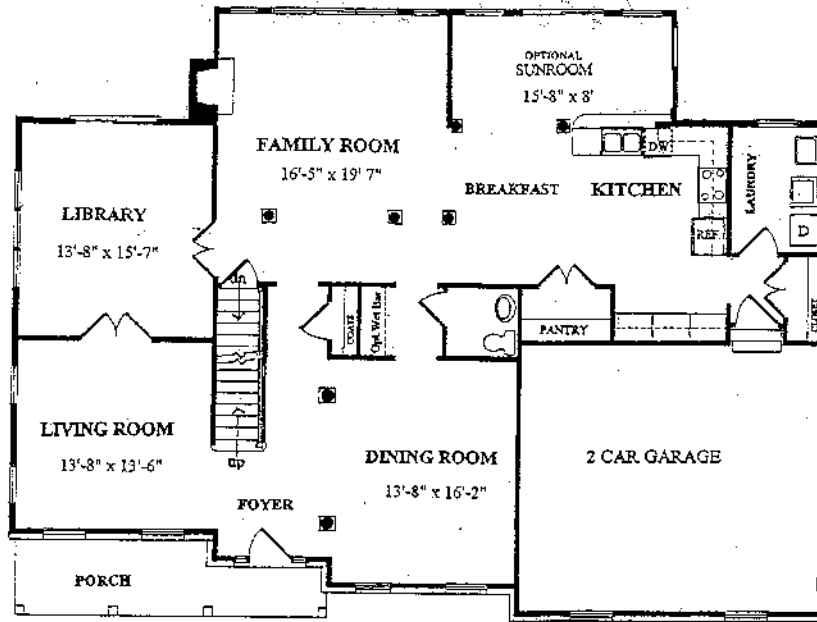 OPTIONAL
SUNROOM
15'-8" x 8'
FAMILY ROOM
16'-5" x 19' 7"
BREAKFAST
KITCHEN
DW
REF.
LAUNDRY
D
LIBRARY
13'-8" x 15'-7"
dn
COATS
Opt. Wet Bar
PANTRY
LIVING ROOM
13'-8" x 13'-6"
up
FOYER
DINING ROOM
13'-8" x 16'-2"
2 CAR GARAGE
PORCH